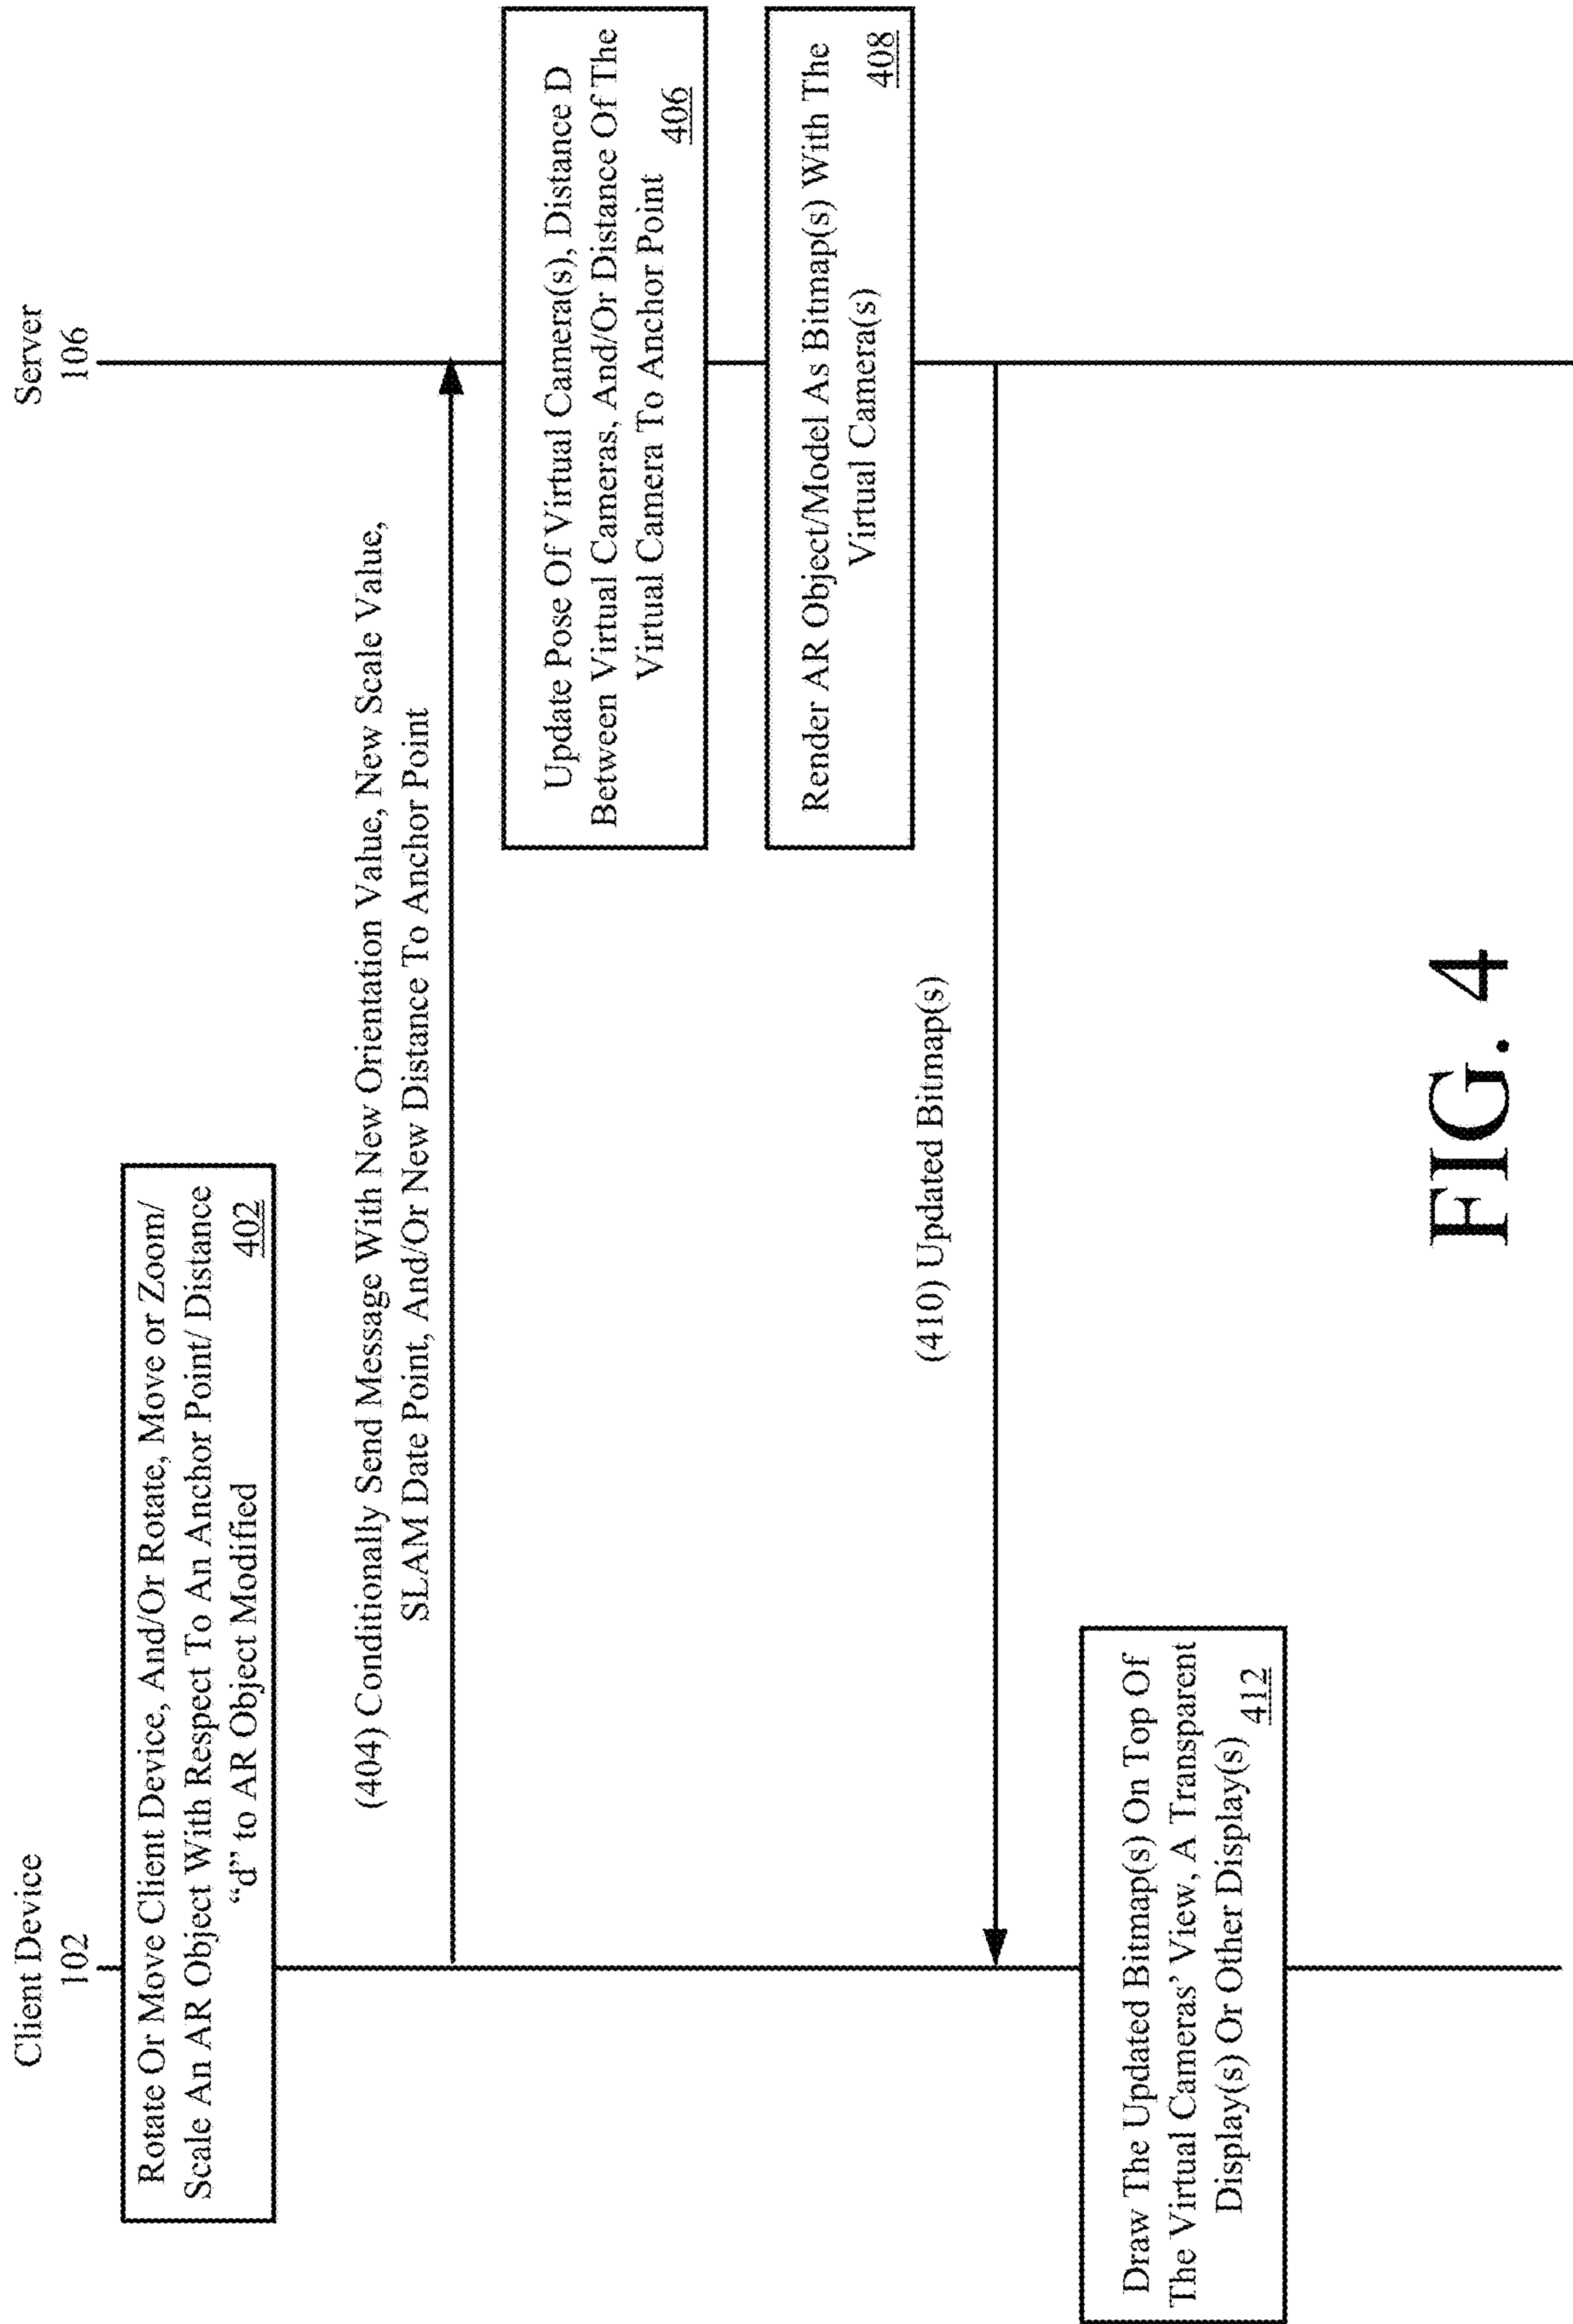 Client Device
102
Server
106
Rotate Or Move Client Device, And/Or Rotate, Move or Zoom/
Scale An AR Object With Respect To An Anchor Point/ Distance
“d” to AR Object Modified
402
(404) Conditionally Send Message With New Orientation Value, New Scale Value,
SLAM Date Point, And/Or New Distance To Anchor Point
Update Pose Of Virtual Camera(s), Distance D
Between Virtual Cameras, And/Or Distance Of The
Virtual Camera To Anchor Point
406
Render AR Object/Model As Bitmap(s) With The
Virtual Camera(s)
408
(410) Updated Bitmap(s)
Draw The Updated Bitmap(s) On Top Of
The Virtual Cameras’ View, A Transparent
Display(s) Or Other Display(s)
412
FIG. 4